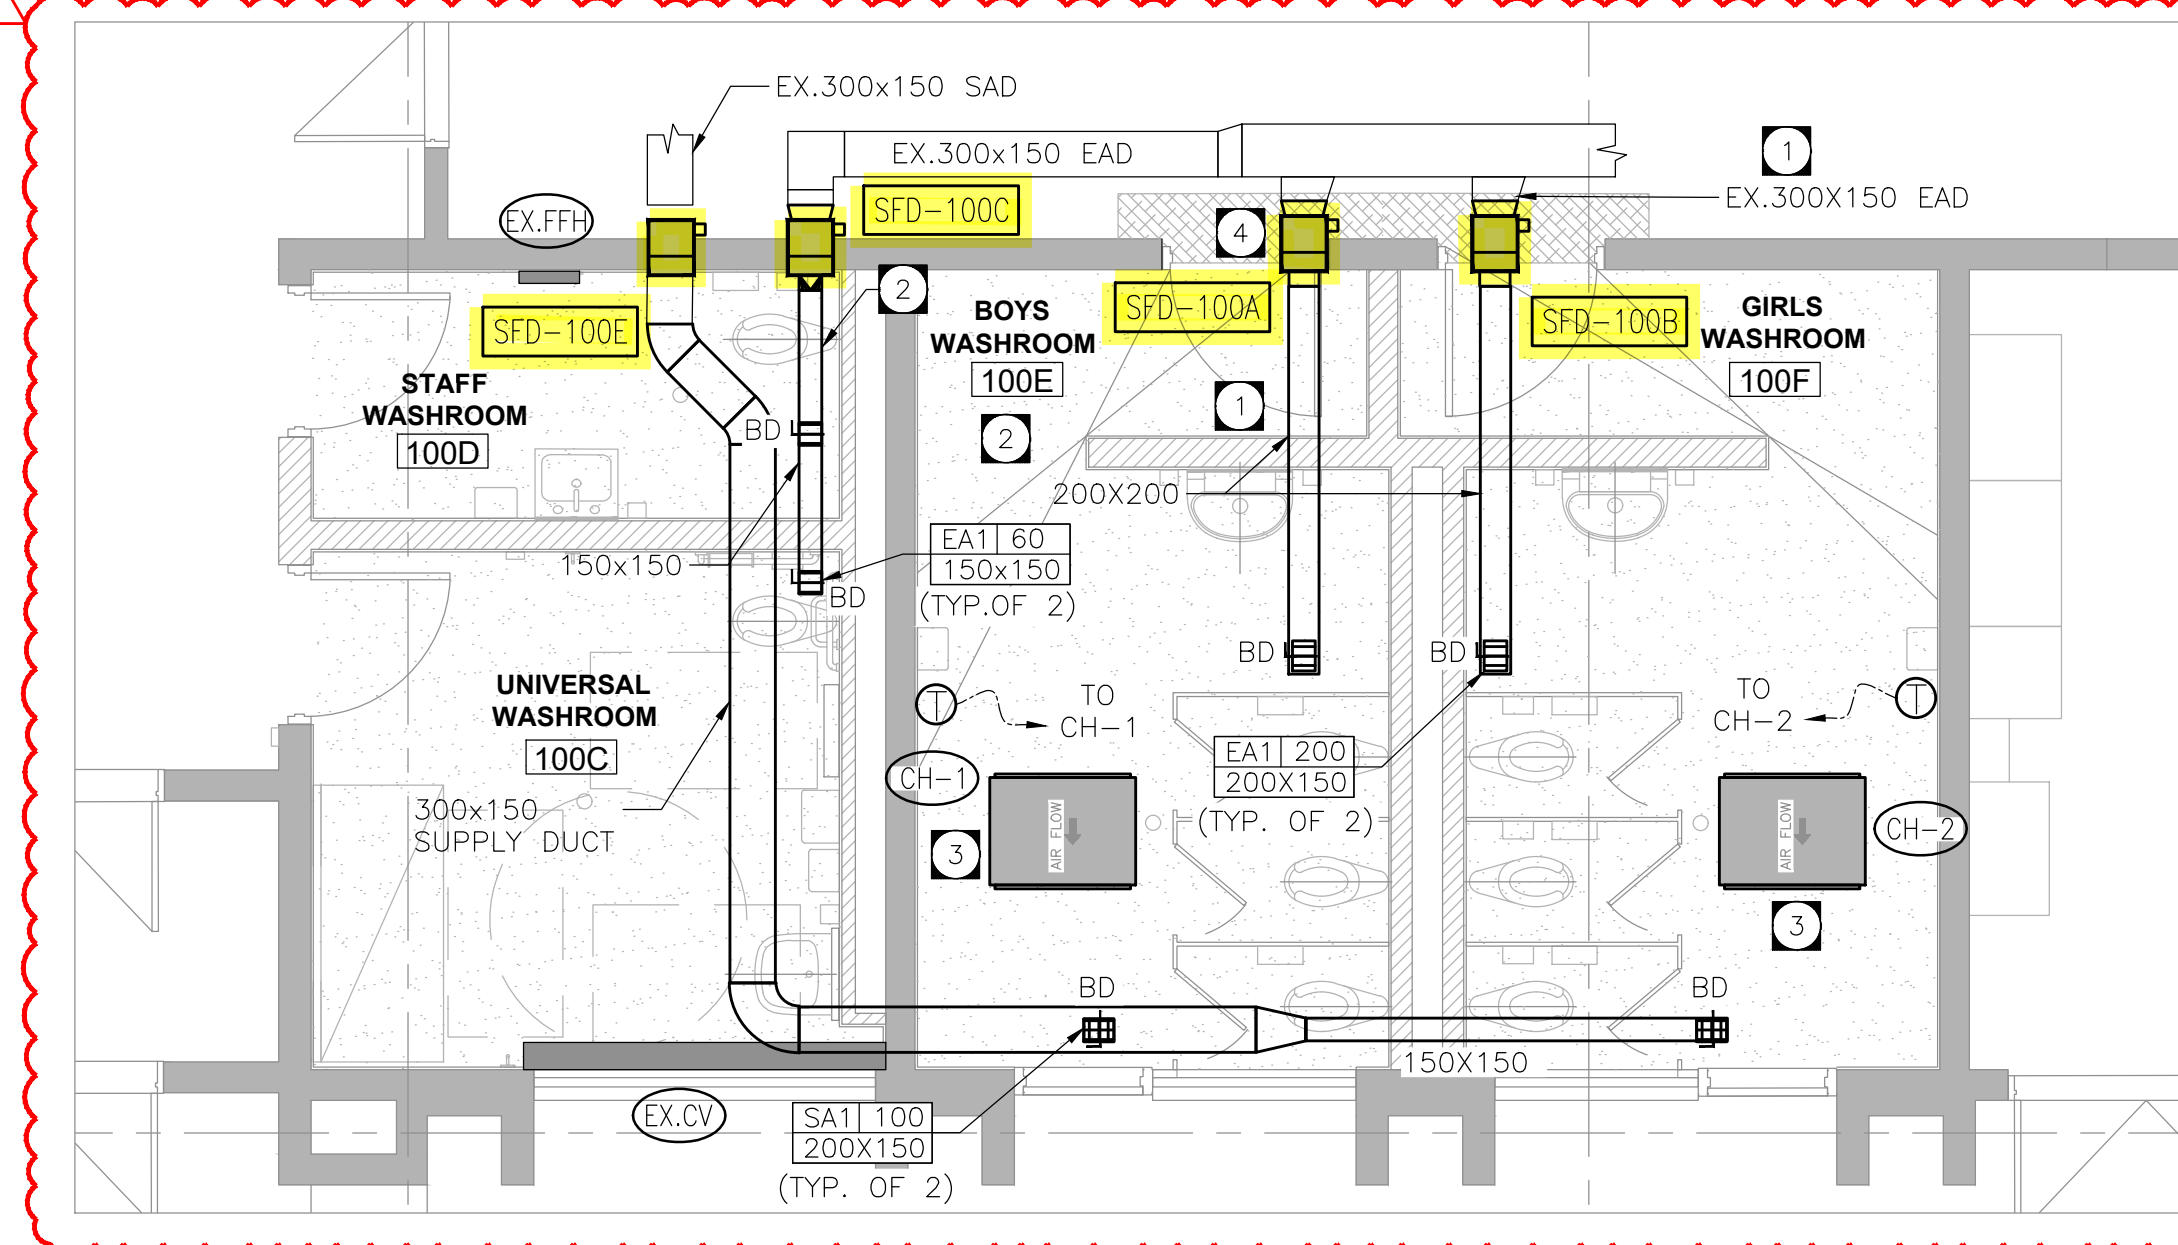 EX.300x150 SAD
EX.300x150 EAD
1
EX.300X150 EAD
EX.FFH
SFD-100C
4
2
SFD-100E
SFD-100A
SFD-100B
BOYS
WASHROOM
100E
GIRLS
WASHROOM
100F
STAFF
WASHROOM
100D
1
BD
2
200X200
150x150
EA1 60
150x150
(TYP.OF 2)
BD
BD
BD
UNIVERSAL
WASHROOM
100C
T
TO
CH-1
TO
CH-2
T
EA1 200
200X150
(TYP. OF 2)
CH-1
300x150
SUPPLY DUCT
AIR FLOW
AIR FLOW
CH-2
3
3
BD
BD
150X150
EX.CV
SA1 100
200X150
(TYP. OF 2)